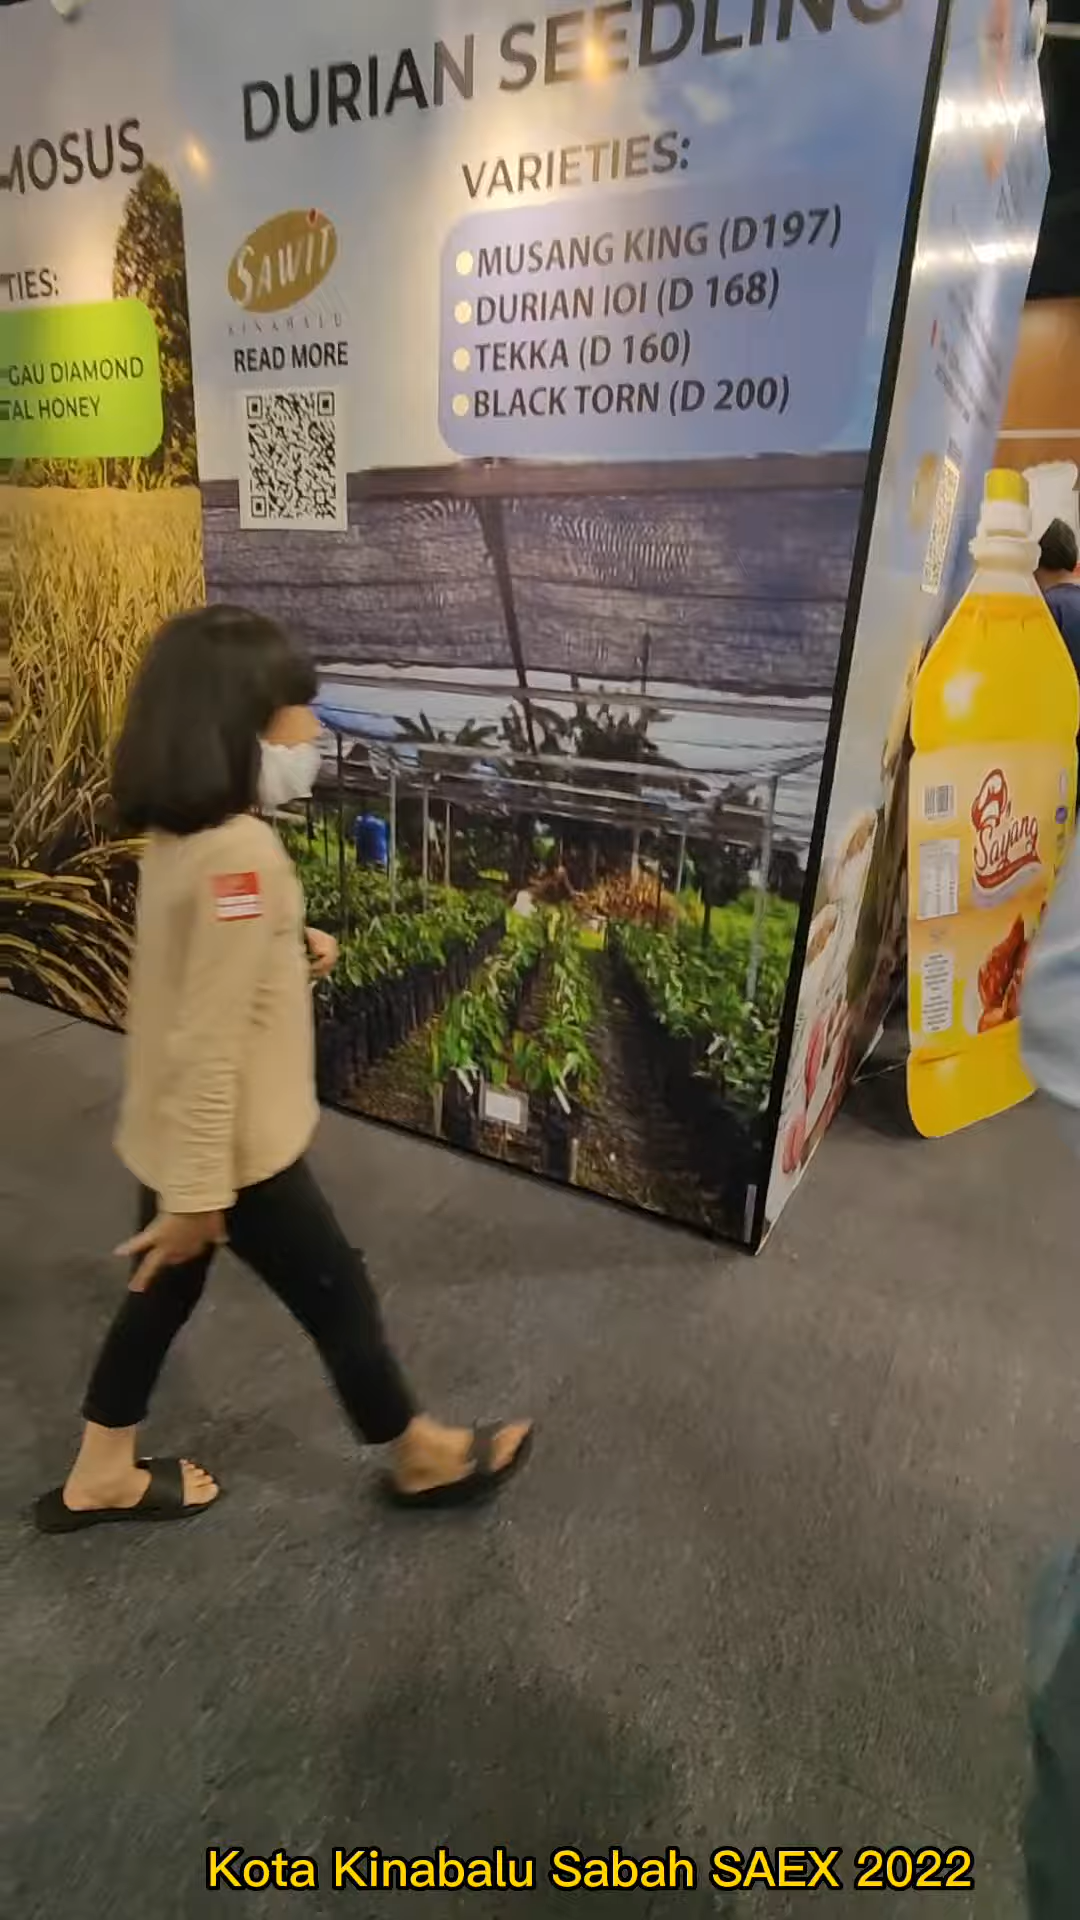 DURIAN SEEDLING
MOSUS
VARIETIES:
TIES:
GAU DIAMOND
AL HONEY
SAWIT
KINABALU
READ MORE
MUSANG KING (D197)
DURIAN IOI (D 168)
TEKKA (D 160)
BLACK TORN (D 200)
Sayang
Kota Kinabalu Sabah SAEX 2022